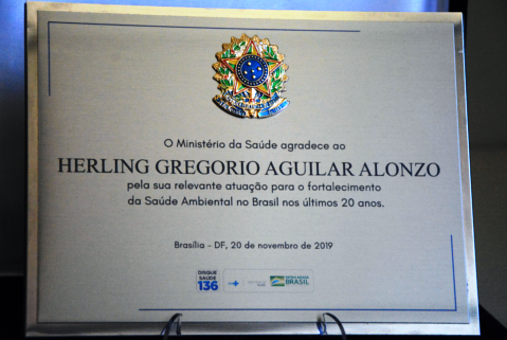 O Ministério da Saúde agradece ao
HERLING GREGORIO AGUILAR ALONZO
pela sua relevante atuação para o fortalecimento
da Saúde Ambiental no Brasil nos últimos 20 anos.
Brasília - DF, 20 de novembro de 2019
DISQUE
SAÚDE
136
BRASIL